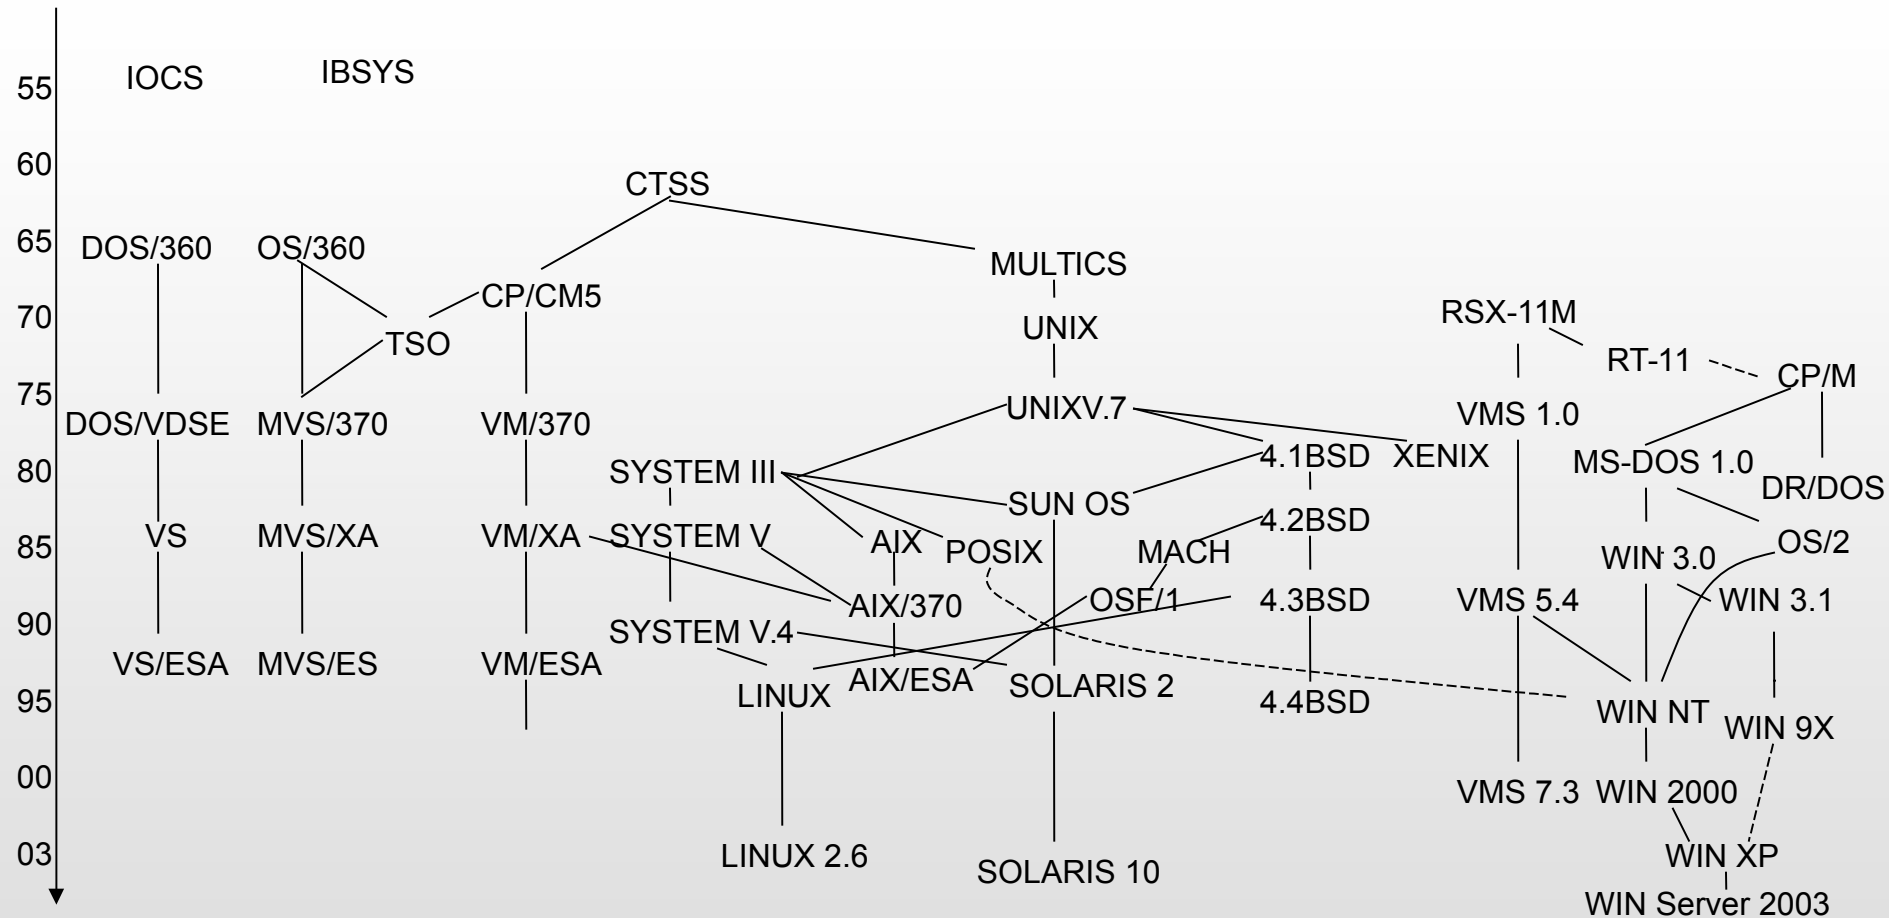 55
IOCS
IBSYS
60
CTSS
65
DOS/360
OS/360
MULTICS
CP/CM5
70
RSX-11M
UNIX
TSO
RT-11
CP/M
75
UNIXV.7
VMS 1.0
DOS/VDSE
MVS/370
VM/370
4.1BSD
XENIX
MS-DOS 1.0
80
SYSTEM III
DR/DOS
SUN OS
4.2BSD
VS
MVS/XA
VM/XA
SYSTEM V
AIX
OS/2
85
POSIX
MACH
WIN 3.0
OSF/1
4.3BSD
VMS 5.4
WIN 3.1
AIX/370
90
SYSTEM V.4
VS/ESA
MVS/ES
VM/ESA
AIX/ESA
SOLARIS 2
LINUX
95
4.4BSD
WIN NT
WIN 9X
00
VMS 7.3
WIN 2000
03
LINUX 2.6
WIN XP
SOLARIS 10
WIN Server 2003